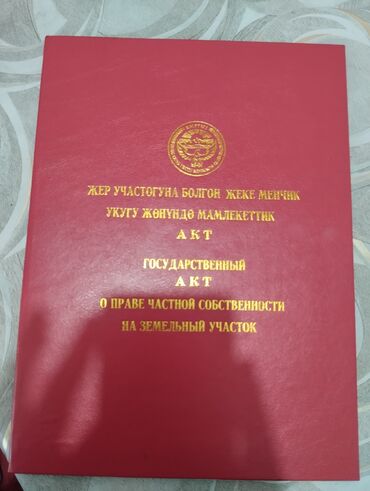 ЖЕР УЧАСТОГУНА БОЛГОН ЖЕКЕ МЕНЧИК
УКУГУ ЖӨНҮНДӨ МАМЛЕКЕТТИК
АКТ
ГОСУДАРСТВЕННЫЙ
АКТ
О ПРАВЕ ЧАСТНОЙ СОБСТВЕННОСТИ
НА ЗЕМЕЛЬНЫЙ УЧАСТОК